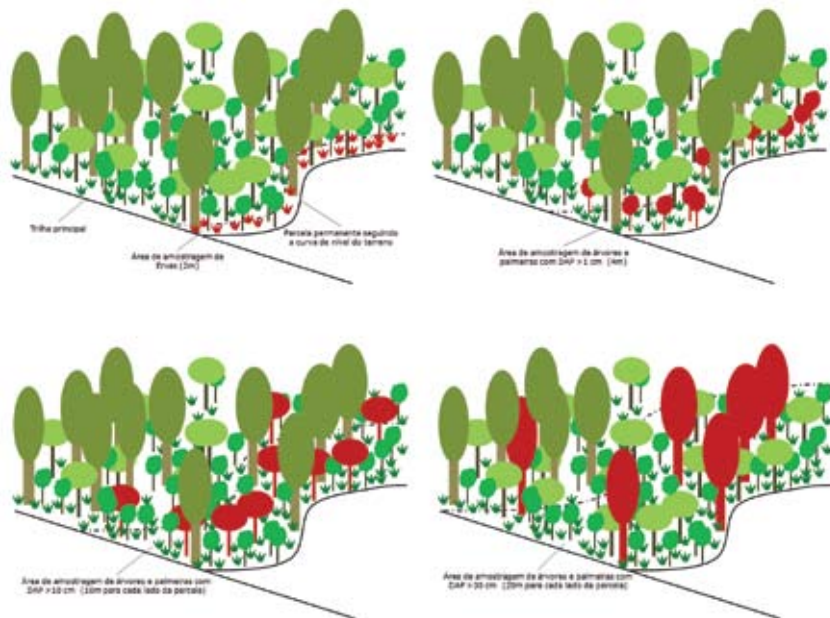 Trilha principal
Parcela permanente seguindo
a curva de nível do terreno
Área de amostragem de
Ervas (2m)
Área de amostragem de árvores e
palmeiras com DAP >1 cm (4m)
Área de amostragem de árvores e palmeiras com
DAP >10 cm (10m para cada lado da parcela)
Área de amostragem de árvores e palmeiras com
DAP >30 cm (20m para cada lado da parcela)